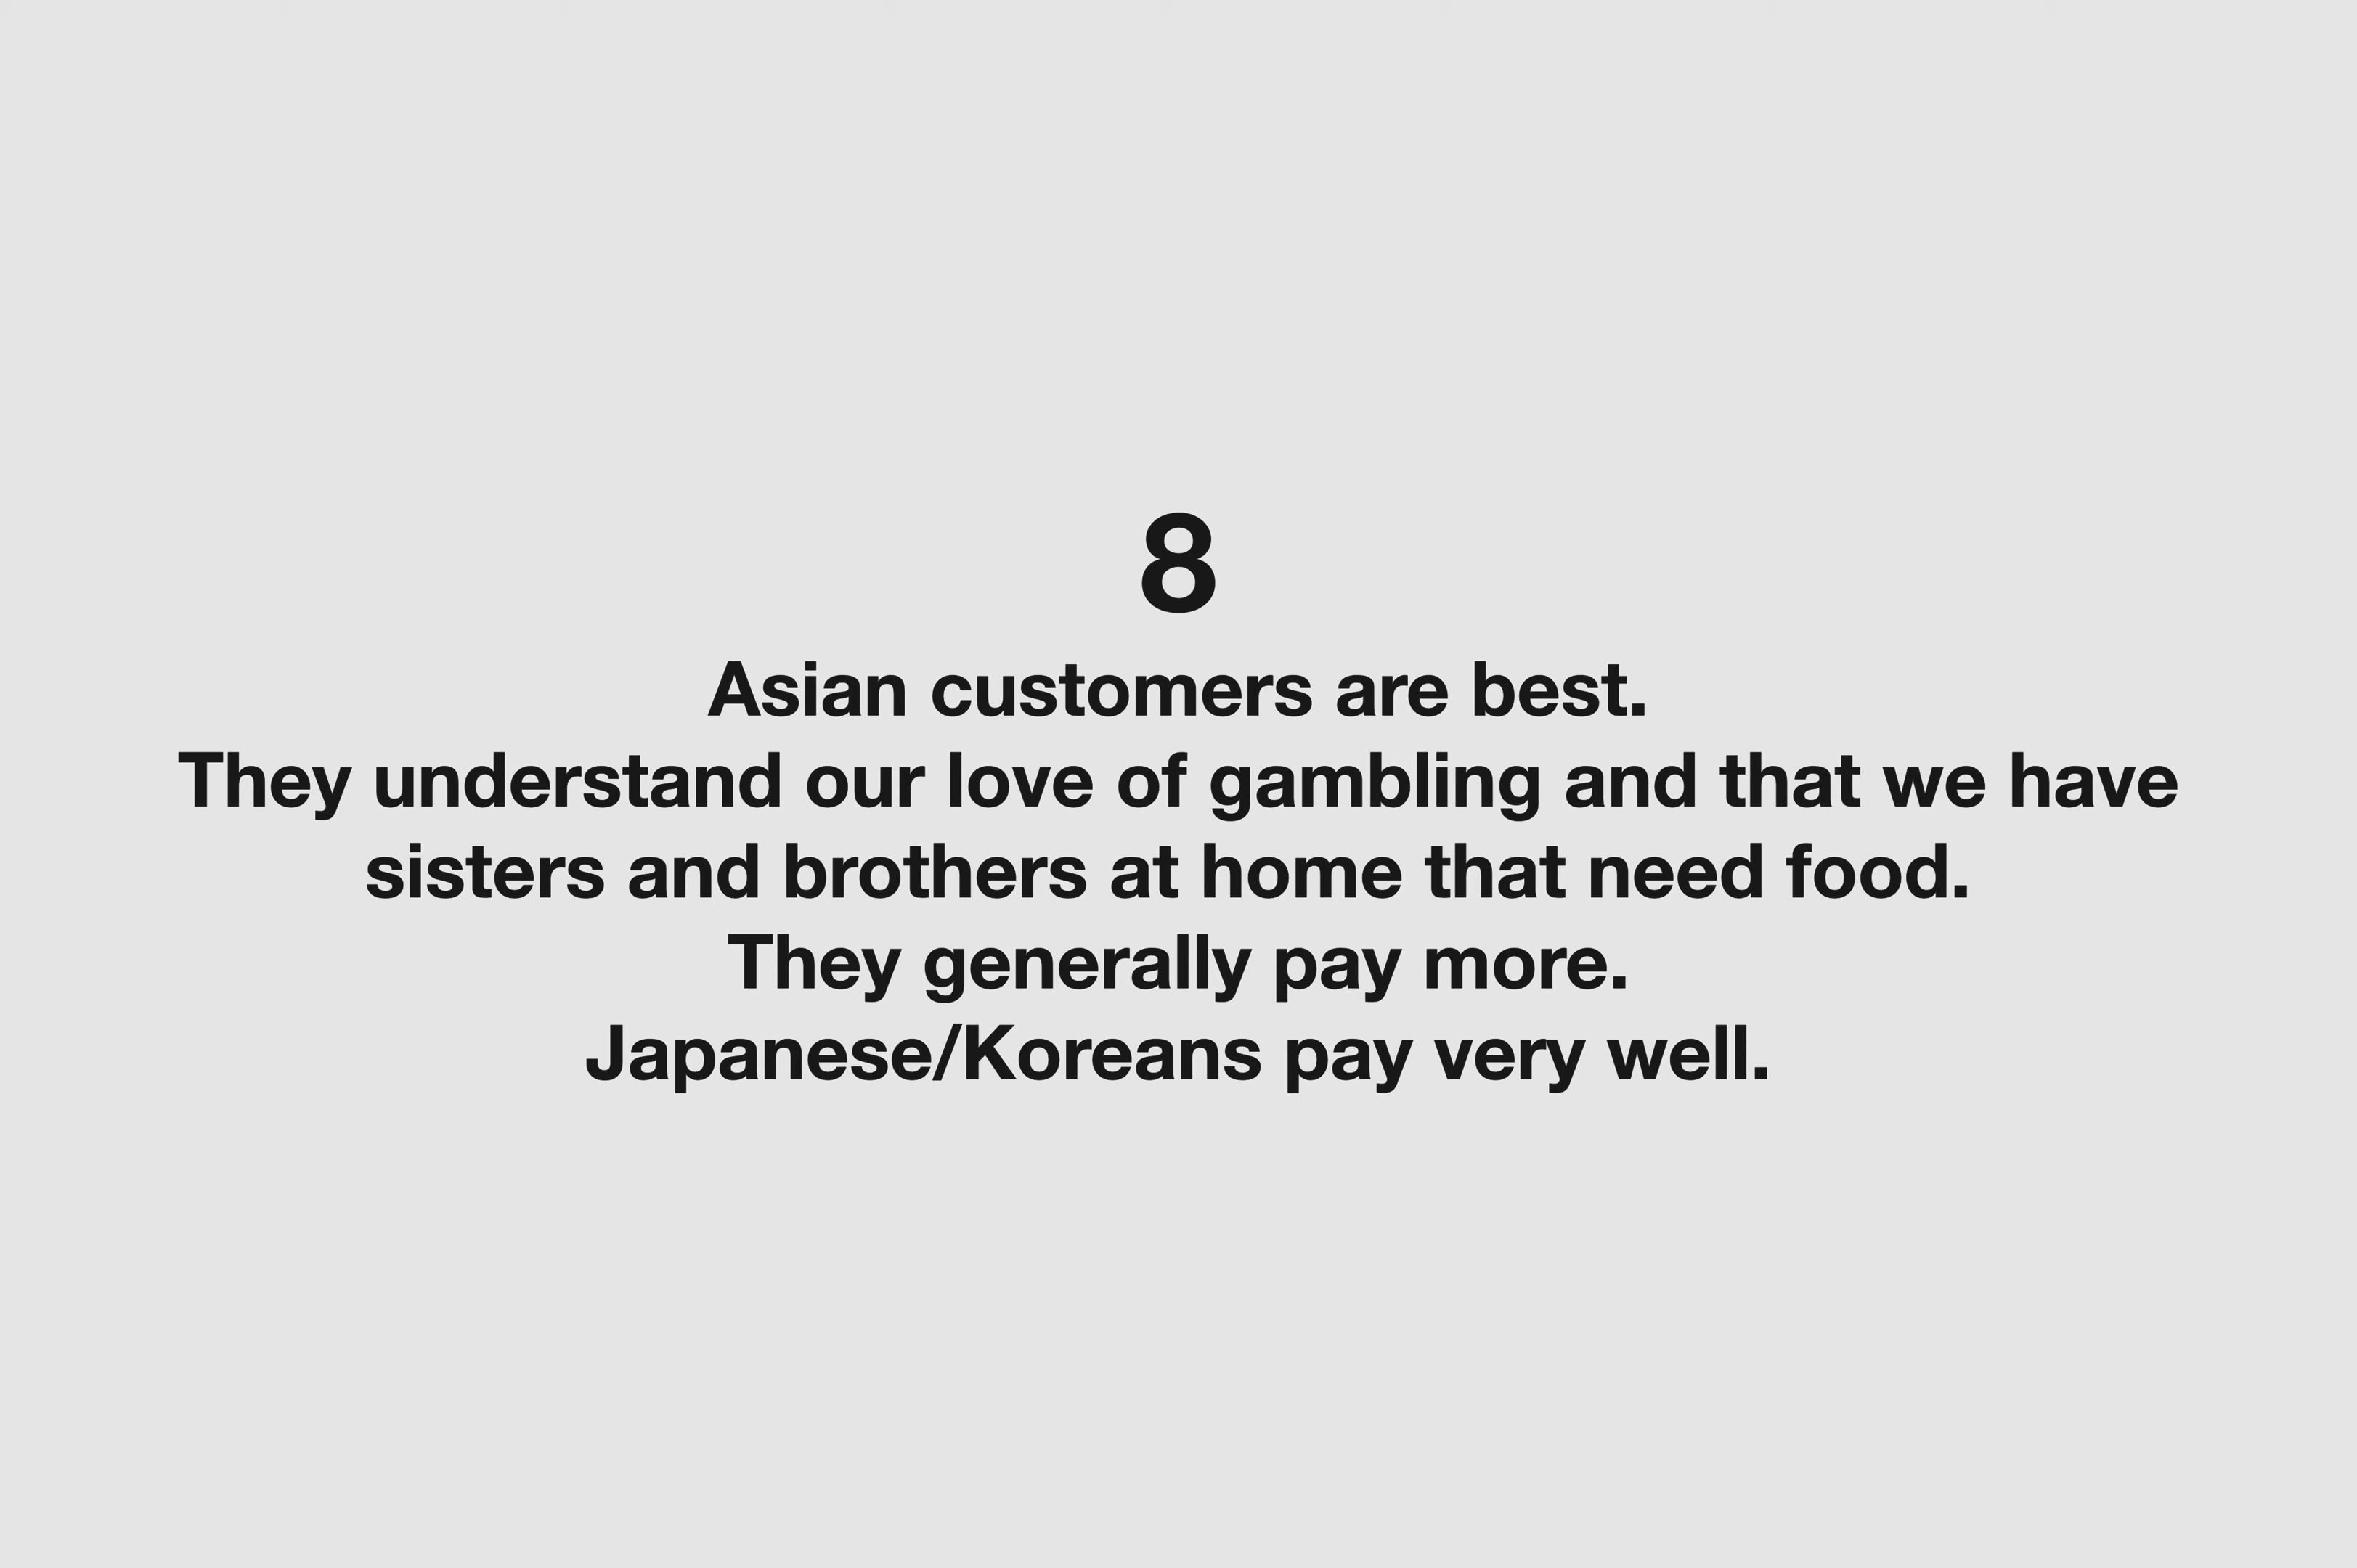 8
Asian customers are best.
They understand our love of gambling and that we have
sisters and brothers at home that need food.
They generally pay more.
Japanese/Koreans pay very well.